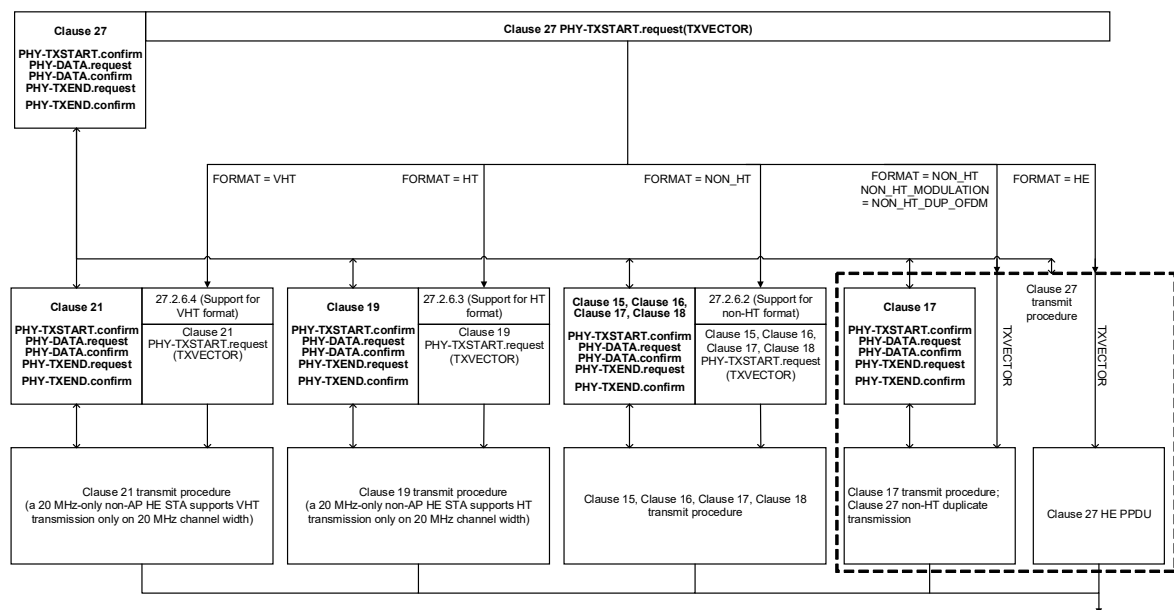 Clause 27
PHY-TXSTART.confirm
PHY-DATA.request
PHY-DATA.confirm
PHY-TXEND.request
PHY-TXEND.confirm
Clause 27 PHY-TXSTART.request(TXVECTOR)
FORMAT = VHT
FORMAT = HT
FORMAT = NON_HT
FORMAT = NON_HT
NON_HT_MODULATION
= NON_HT_DUP_OFDM
FORMAT = HE
Clause 21
PHY-TXSTART.confirm
PHY-DATA.request
PHY-DATA.confirm
PHY-TXEND.request
PHY-TXEND.confirm
27.2.6.4 (Support for
VHT format)
Clause 21
PHY-TXSTART.request
(TXVECTOR)
Clause 19
PHY-TXSTART.confirm
PHY-DATA.request
PHY-DATA.confirm
PHY-TXEND.request
PHY-TXEND.confirm
27.2.6.3 (Support for HT
format)
Clause 19
PHY-TXSTART.request
(TXVECTOR)
Clause 15, Clause 16,
Clause 17, Clause 18
PHY-TXSTART.confirm
PHY-DATA.request
PHY-DATA.confirm
PHY-TXEND.request
PHY-TXEND.confirm
27.2.6.2 (Support for
non-HT format)
Clause 15, Clause 16,
Clause 17, Clause 18
PHY-TXSTART.request
(TXVECTOR)
Clause 17
PHY-TXSTART.confirm
PHY-DATA.request
PHY-DATA.confirm
PHY-TXEND.request
PHY-TXEND.confirm
TXVECTOR
Clause 27
transmit
procedure
TXVECTOR
Clause 21 transmit procedure
(a 20 MHz-only non-AP HE STA supports VHT
transmission only on 20 MHz channel width)
Clause 19 transmit procedure
(a 20 MHz-only non-AP HE STA supports HT
transmission only on 20 MHz channel width)
Clause 15, Clause 16, Clause 17, Clause 18
transmit procedure
Clause 17 transmit procedure;
Clause 27 non-HT duplicate
transmission
Clause 27 HE PPDU